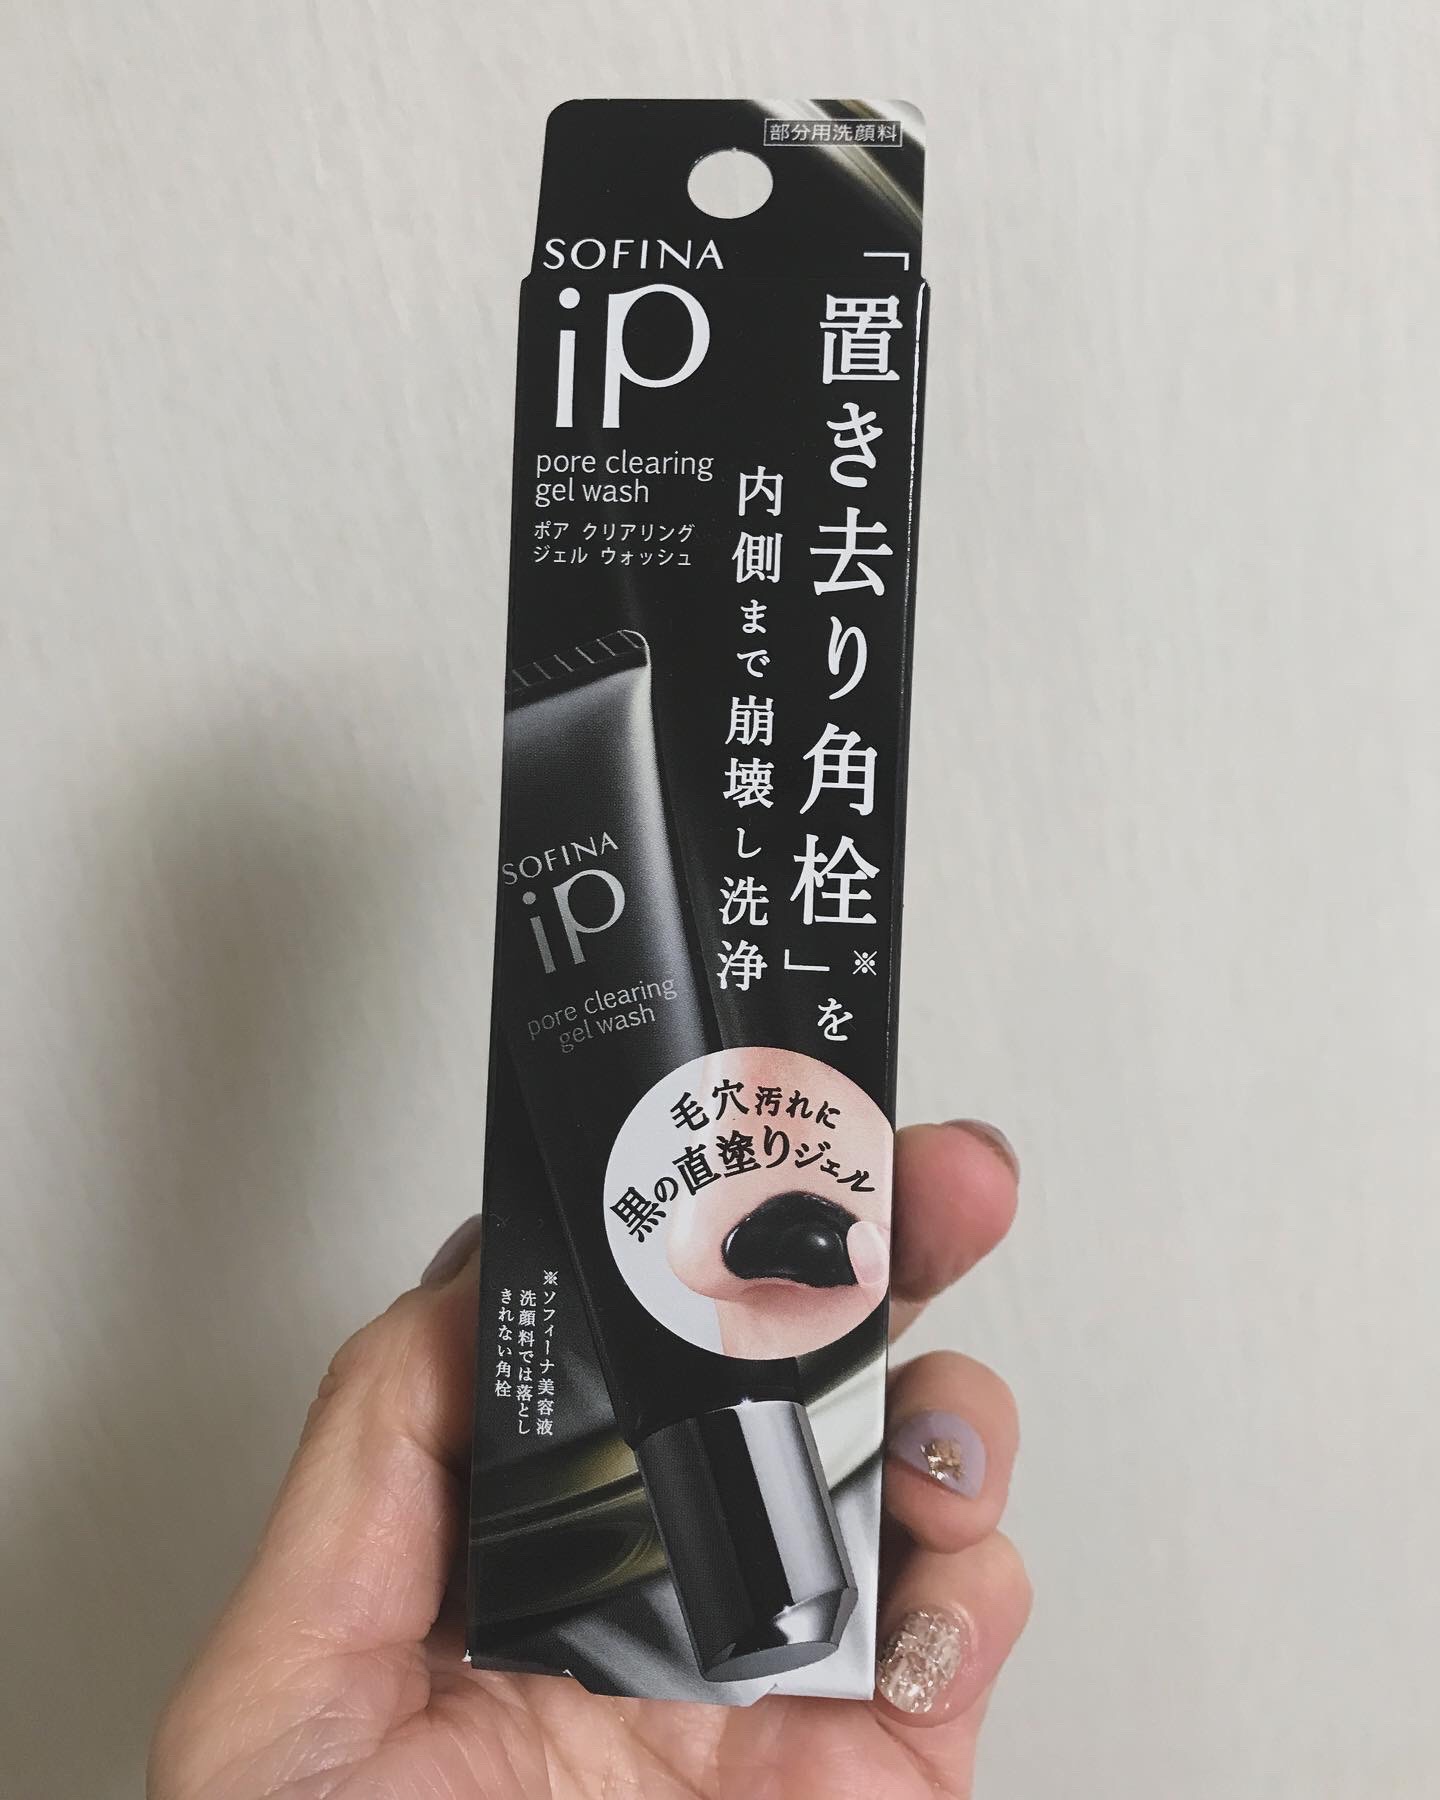 部分用洗顔料
SOFINA
iP
pore clearing
gel wash
ポア クリアリング
ジェル ウォッシュ
「置き去り角栓」※を
内側まで崩壊し洗浄
SOFINA
iP
pore clearing
gel wash
毛穴汚れに
黒の直塗りジェル
※ソフィーナ美容液
洗顔料では落とし
きれない角栓